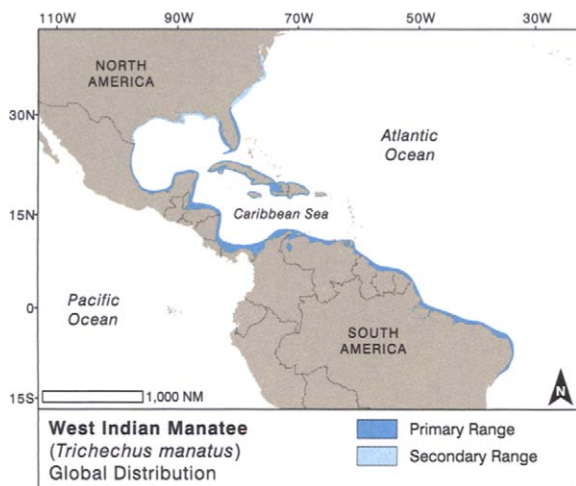 110W
90W
70W
50W
30W
NORTH
AMERICA
30N
Atlantic
Ocean
15N
Caribbean Sea
Pacific
Ocean
0
SOUTH
AMERICA
15S
1,000 NM
N
West Indian Manatee
(Trichechus manatus)
Global Distribution
Primary Range
Secondary Range